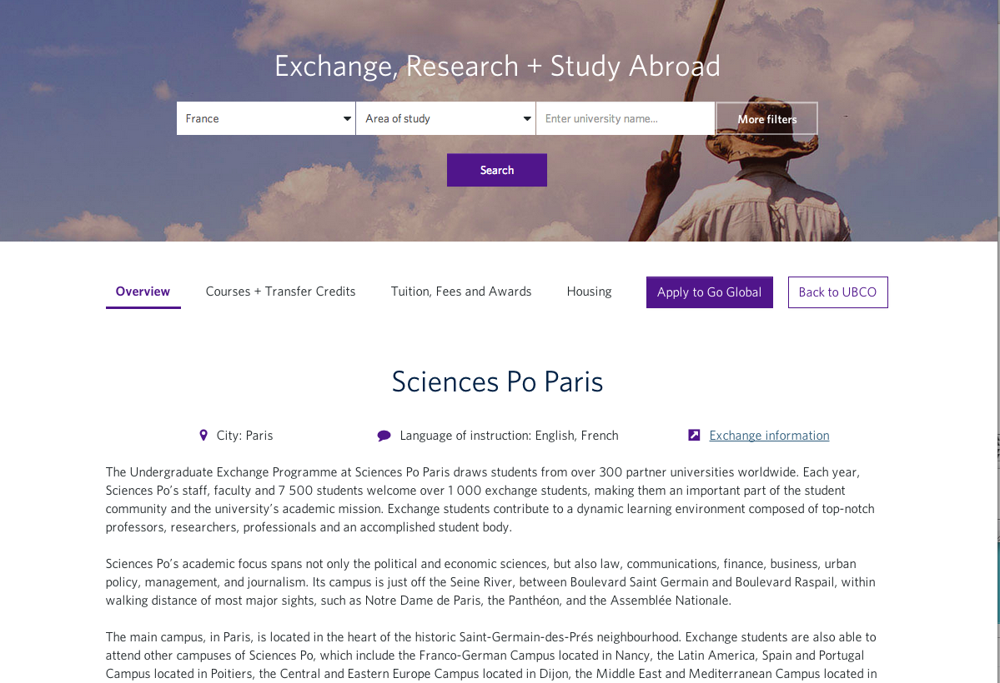 Exchange, Research + Study Abroad
France
Area of study
Enter university name...
More filters
Search
Overview
Courses + Transfer Credits
Tuition, Fees and Awards
Housing
Apply to Go Global
Back to UBCO
Sciences Po Paris
City: Paris
Language of instruction: English, French
Exchange information
The Undergraduate Exchange Programme at Sciences Po Paris draws students from over 300 partner universities worldwide. Each year,
Sciences Po's staff, faculty and 7 500 students welcome over 1 000 exchange students, making them an important part of the student
community and the university's academic mission. Exchange students contribute to a dynamic learning environment composed of top-notch
professors, researchers, professionals and an accomplished student body.
Sciences Po's academic focus spans not only the political and economic sciences, but also law, communications, finance, business, urban
policy, management, and journalism. Its campus is just off the Seine River, between Boulevard Saint Germain and Boulevard Raspail, within
walking distance of most major sights, such as Notre Dame de Paris, the Panthéon, and the Assemblée Nationale.
The main campus, in Paris, is located in the heart of the historic Saint-Germain-des-Prés neighbourhood. Exchange students are also able to
attend other campuses of Sciences Po, which include the Franco-German Campus located in Nancy, the Latin America, Spain and Portugal
Campus located in Poitiers, the Central and Eastern Europe Campus located in Dijon, the Middle East and Mediterranean Campus located in